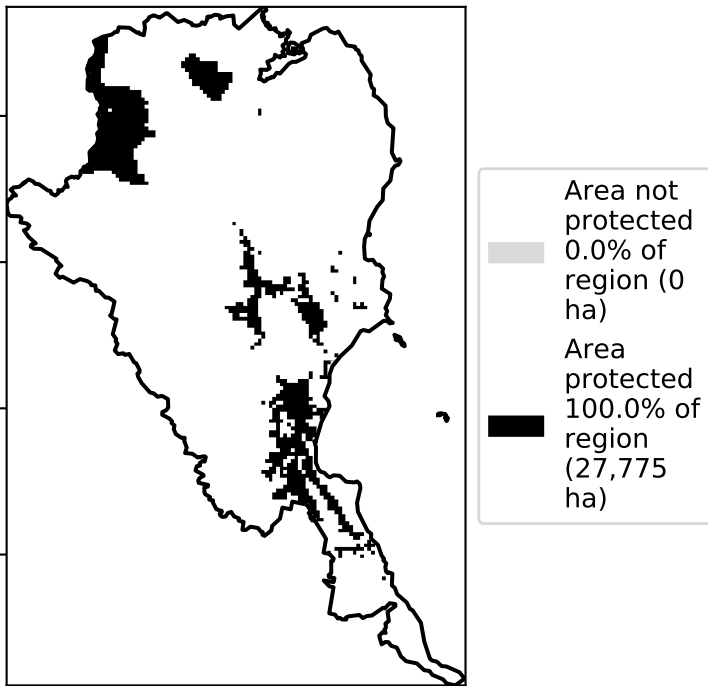 Area not
protected
0.0% of
region (0
ha)
Area
protected
100.0% of
region
(27,775
ha)